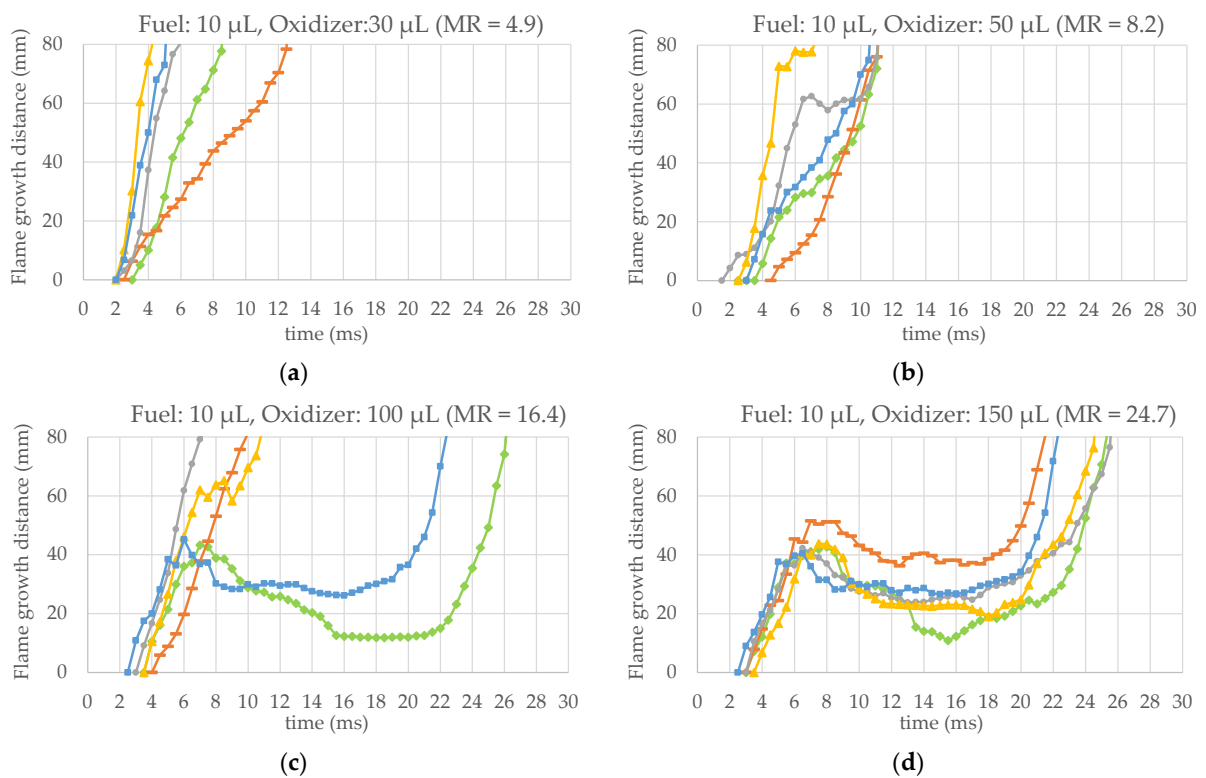 Fuel: 10 µL, Oxidizer:30 µL (MR = 4.9)
Flame growth distance (mm)
80
60
40
20
0
0 2 4 6 8 10 12 14 16 18 20 22 24 26 28 30
time (ms)
(a)
Fuel: 10 µL, Oxidizer: 50 µL (MR = 8.2)
Flame growth distance (mm)
80
60
40
20
0
0 2 4 6 8 10 12 14 16 18 20 22 24 26 28 30
time (ms)
(b)
Fuel: 10 µL, Oxidizer: 100 µL (MR = 16.4)
Flame growth distance (mm)
80
60
40
20
0
0 2 4 6 8 10 12 14 16 18 20 22 24 26 28 30
time (ms)
(c)
Fuel: 10 µL, Oxidizer: 150 µL (MR = 24.7)
Flame growth distance (mm)
80
60
40
20
0
0 2 4 6 8 10 12 14 16 18 20 22 24 26 28 30
time (ms)
(d)